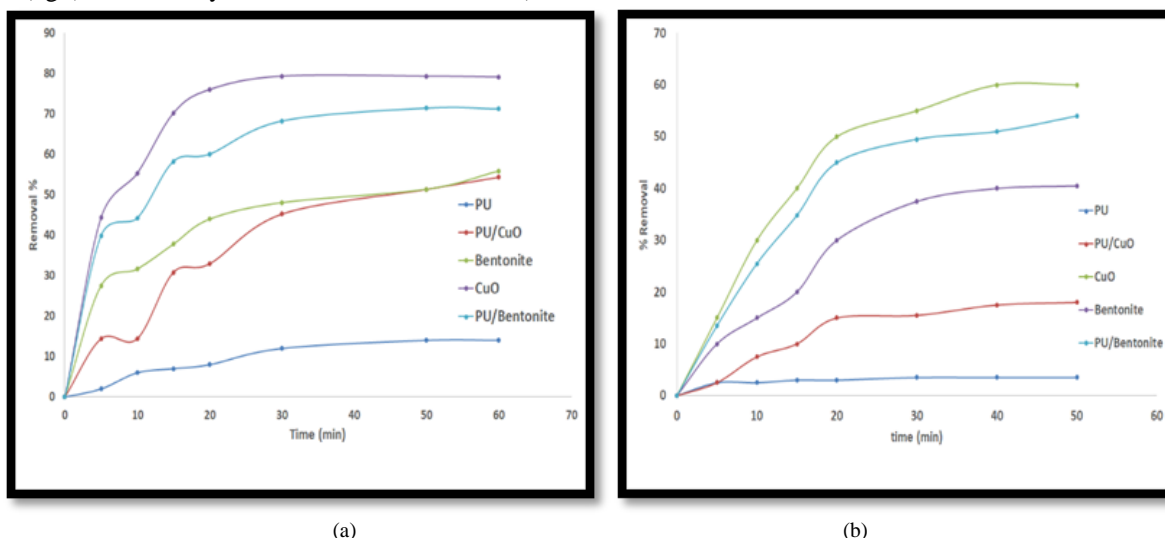 90
80
70
60
50
40
30
20
10
0
Removal %
0 10 20 30 40 50 60 70
Time (min)
PU
PU/CuO
Bentonite
CuO
PU/Bentonite
(a)
70
60
50
40
30
20
10
0
% Removal
0 10 20 30 40 50 60
time (min)
PU
PU/CuO
CuO
Bentonite
PU/Bentonite
(b)